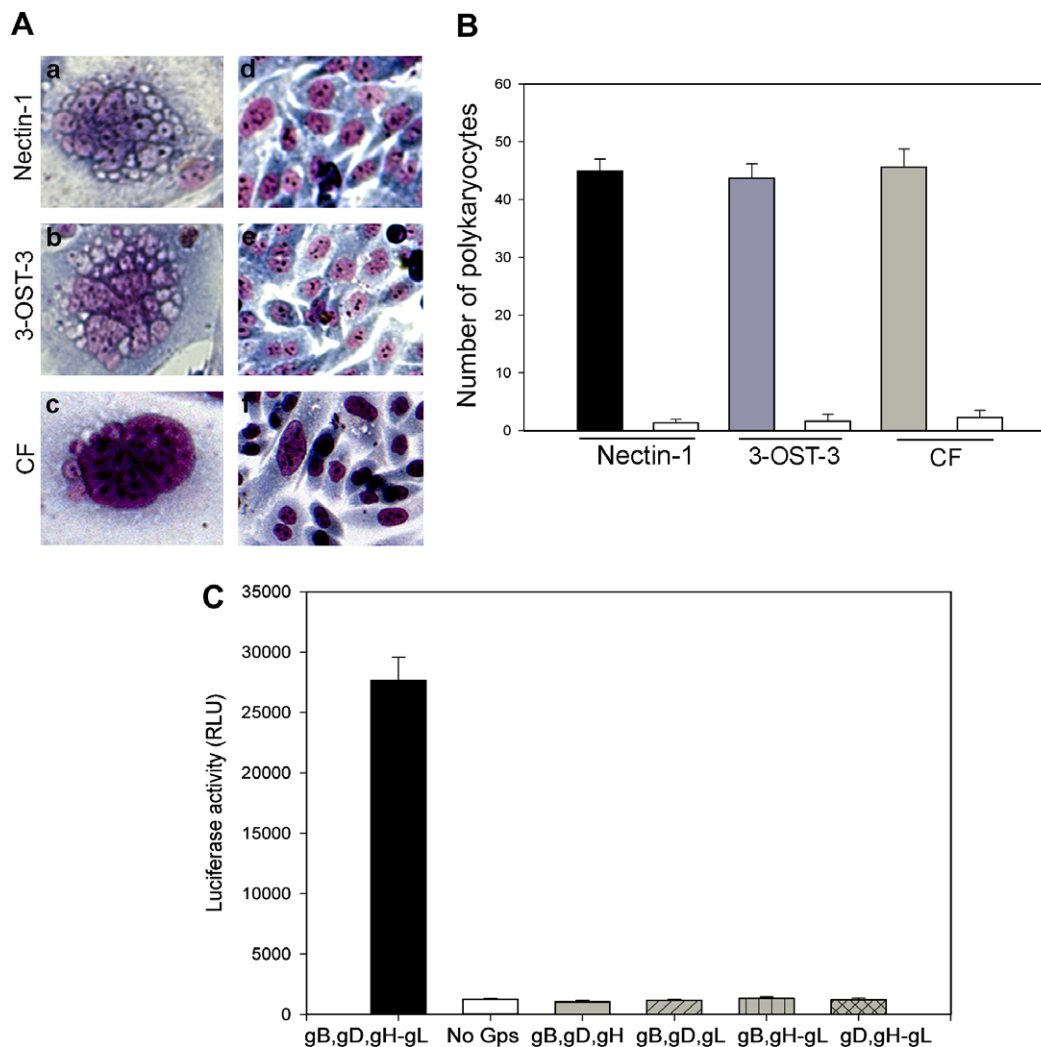 A
Nectin-1
a
d
3-OST-3
b
e
CF
c
f
B
Number of polykaryocytes
60
50
40
30
20
10
0
Nectin-1 3-OST-3 CF
C
Luciferase activity (RLU)
35000
30000
25000
20000
15000
10000
5000
0
gB,gD,gH-gL No Gps gB,gD,gH gB,gD,gL gB,gH-gL gD,gH-gL